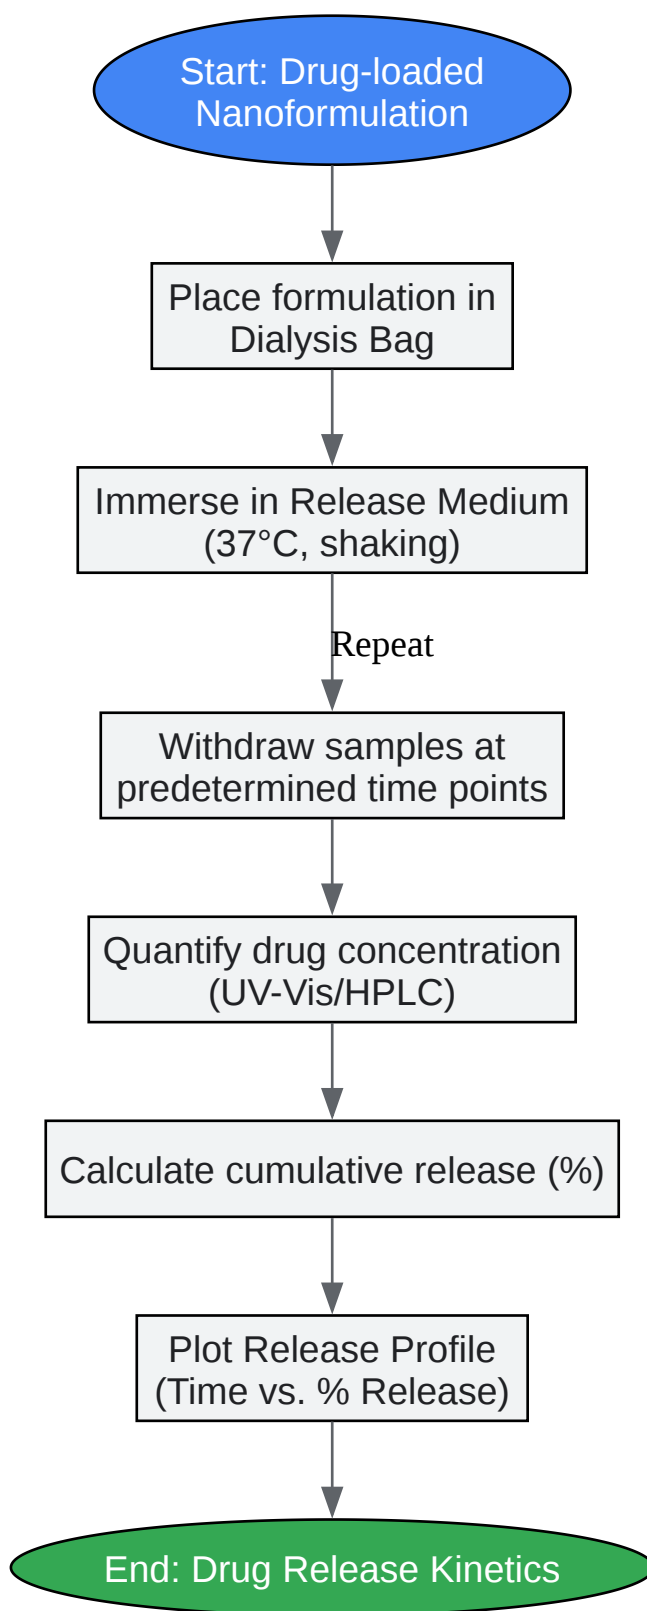 Start: Drug-loaded
Nanoformulation
Place formulation in
Dialysis Bag
Immerse in Release Medium
(37°C, shaking)
Repeat
Withdraw samples at
predetermined time points
Quantify drug concentration
(UV-Vis/HPLC)
Calculate cumulative release (%)
Plot Release Profile
(Time vs. % Release)
End: Drug Release Kinetics